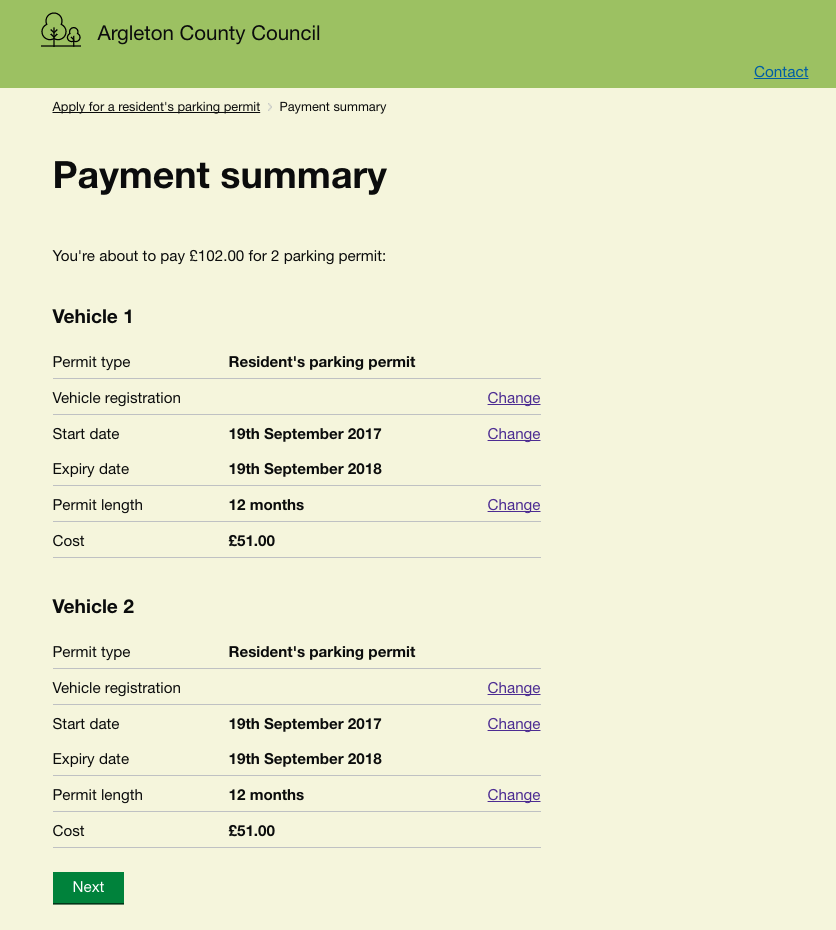 Argleton County Council
Contact
Apply for a resident's parking permit › Payment summary
Payment summary
You're about to pay £102.00 for 2 parking permit:
Vehicle 1
Permit type Resident's parking permit
Vehicle registration Change
Start date 19th September 2017 Change
Expiry date 19th September 2018
Permit length 12 months Change
Cost £51.00
Vehicle 2
Permit type Resident's parking permit
Vehicle registration Change
Start date 19th September 2017 Change
Expiry date 19th September 2018
Permit length 12 months Change
Cost £51.00
Next